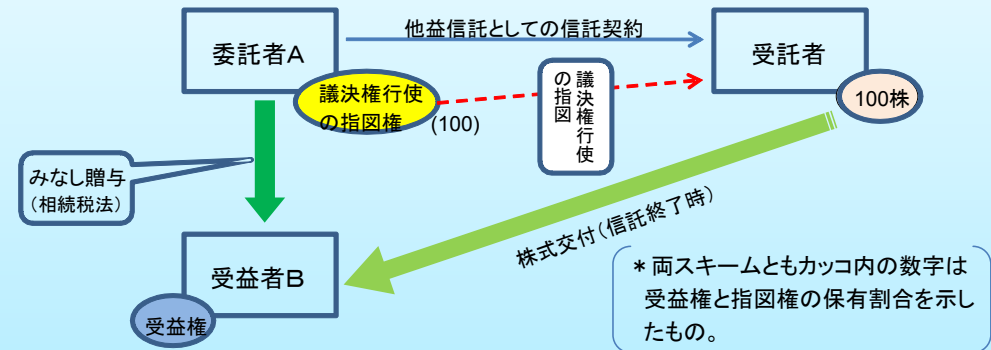 他益信託としての信託契約
委託者A
受託者
議決権行使
の指図権
(100)
議決権行使
の指図
100株
みなし贈与
(相続税法)
株式交付(信託終了時)
受益者B
受益権
*両スキームともカッコ内の数字は
受益権と指図権の保有割合を示し
たもの。